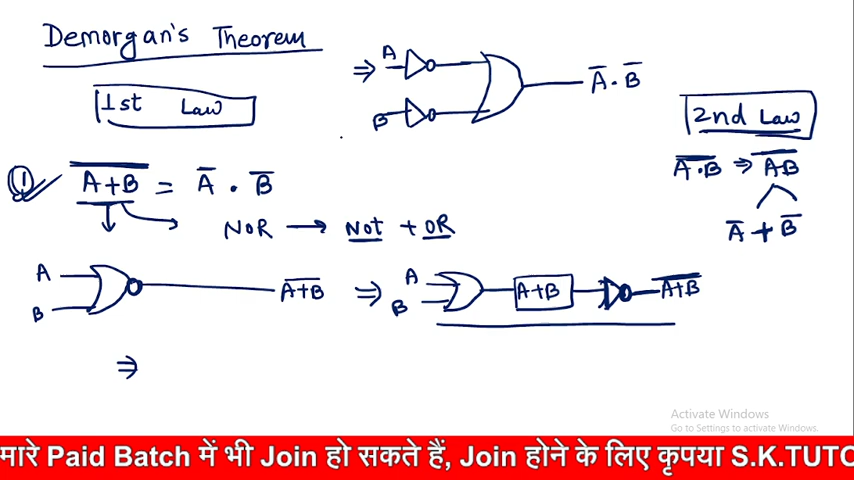 Demorgan's Theorem
1st Law
A
B
A̅ . B̅
2nd Law
① A̅+̅B̅ = A̅ . B̅
A̅.̅B̅ ⇒ A̅B̅
A̅ + B̅
NOR → Not + OR
A
B
A̅+̅B̅
⇒
A
B
A+B
A̅+̅B̅
⇒
Activate Windows
Go to Settings to activate Windows.
मारे Paid Batch में भी Join हो सकते हैं, Join होने के लिए कृपया S.K.TUTO